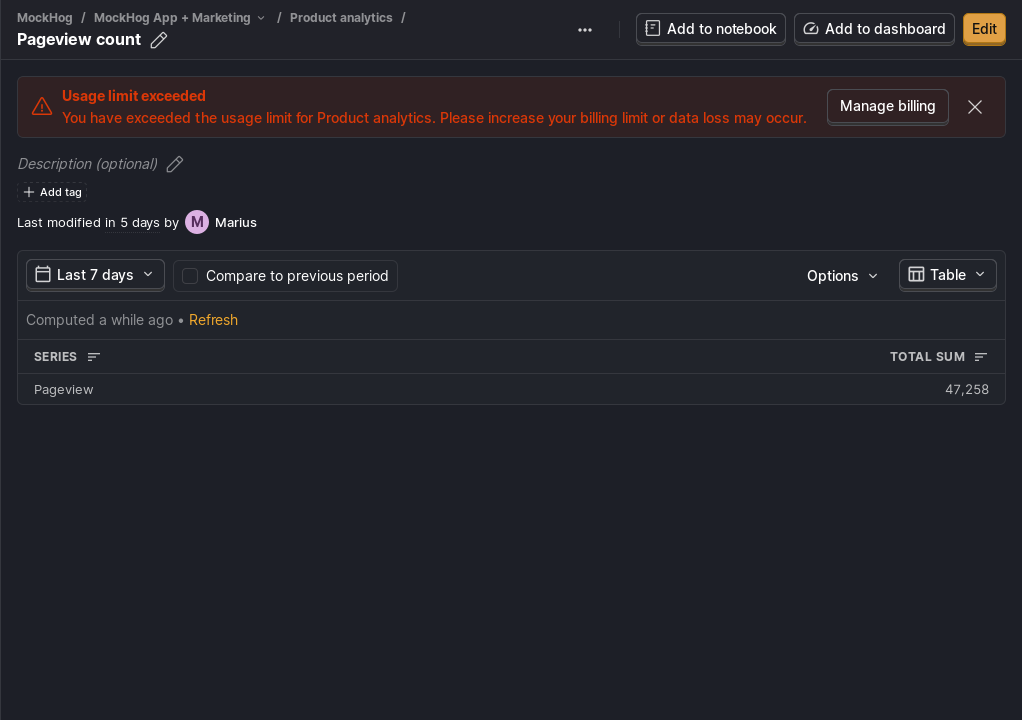 MockHog / MockHog App + Marketing / Product analytics /
Pageview count
Add to notebook
Add to dashboard
Edit
Usage limit exceeded
You have exceeded the usage limit for Product analytics. Please increase your billing limit or data loss may occur.
Manage billing
Description (optional)
Add tag
Last modified in 5 days by M Marius
Last 7 days
Compare to previous period
Options
Table
Computed a while ago • Refresh
SERIES TOTAL SUM
Pageview 47,258